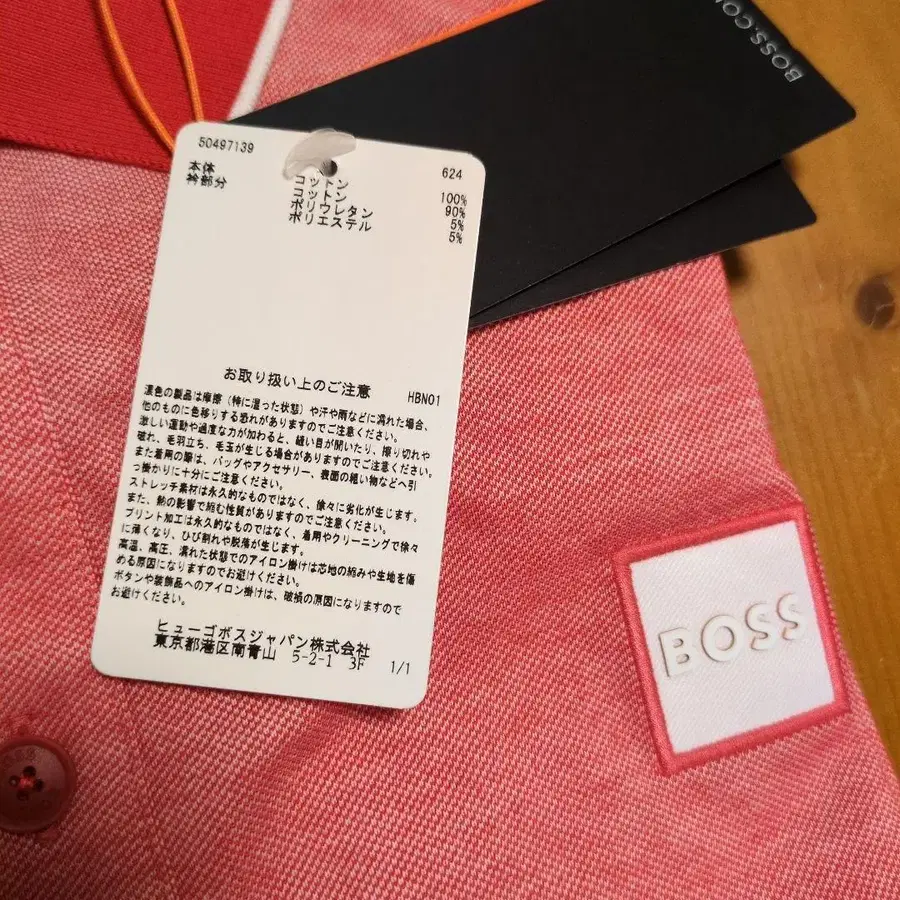 BOSS.CO
50497139
624
本体 コットン 100%
衿部分 コットン 90%
ポリウレタン 5%
ポリエステル 5%
お取り扱い上のご注意 HBN01
濃色の製品は摩擦（特に湿った状態）や汗や雨などに濡れた場合、
他のものに色移りする恐れがありますのでご注意ください。
激しい運動や過度な力が加わると、縫い目が開いたり、擦り切れや
破れ、毛羽立ち、毛玉が生じる場合がありますのでご注意ください。
また着用の際は、バッグやアクセサリー、表面の粗い物などへ引
っ掛かりに十分にご注意ください。
ストレッチ素材は永久的なものではなく、徐々に劣化が生じます。
また、熱の影響で縮む性質がありますのでご注意ください。
プリント加工は永久的なものではなく、着用やクリーニングで徐々
に薄くなり、ひび割れや脱落が生じます。
高温、高圧、濡れた状態でのアイロン掛けは芯地の縮みや生地を傷
める原因になりますのでお避けください。
ボタンや装飾品へのアイロン掛けは、破損の原因になりますので
お避けください。
ヒューゴボスジャパン株式会社
東京都港区南青山 5-2-1 3F
1/1
BOSS